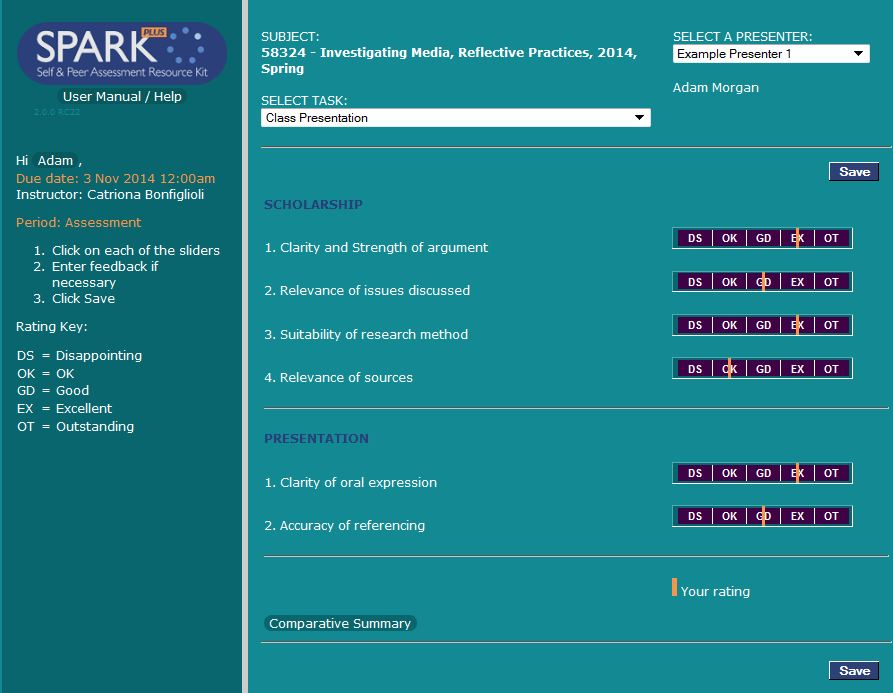 SPARK PLUS
Self & Peer Assessment Resource Kit
User Manual / Help
2.0.0 RC22
Hi Adam ,
Due date: 3 Nov 2014 12:00am
Instructor: Catriona Bonfiglioli
Period: Assessment
1. Click on each of the sliders
2. Enter feedback if
necessary
3. Click Save
Rating Key:
DS = Disappointing
OK = OK
GD = Good
EX = Excellent
OT = Outstanding
SUBJECT:
58324 - Investigating Media, Reflective Practices, 2014,
Spring
SELECT TASK:
Class Presentation
SELECT A PRESENTER:
Example Presenter 1
Adam Morgan
Save
SCHOLARSHIP
1. Clarity and Strength of argument DS OK GD EX OT
2. Relevance of issues discussed DS OK GD EX OT
3. Suitability of research method DS OK GD EX OT
4. Relevance of sources DS OK GD EX OT
PRESENTATION
1. Clarity of oral expression DS OK GD EX OT
2. Accuracy of referencing DS OK GD EX OT
Your rating
Comparative Summary
Save